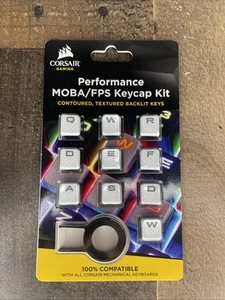 CORSAIR
GAMING
Performance
MOBA/FPS Keycap Kit
CONTOURED, TEXTURED BACKLIT KEYS
Q W R
D E F
A S D
W
100% COMPATIBLE
WITH ALL CORSAIR MECHANICAL KEYBOARDS